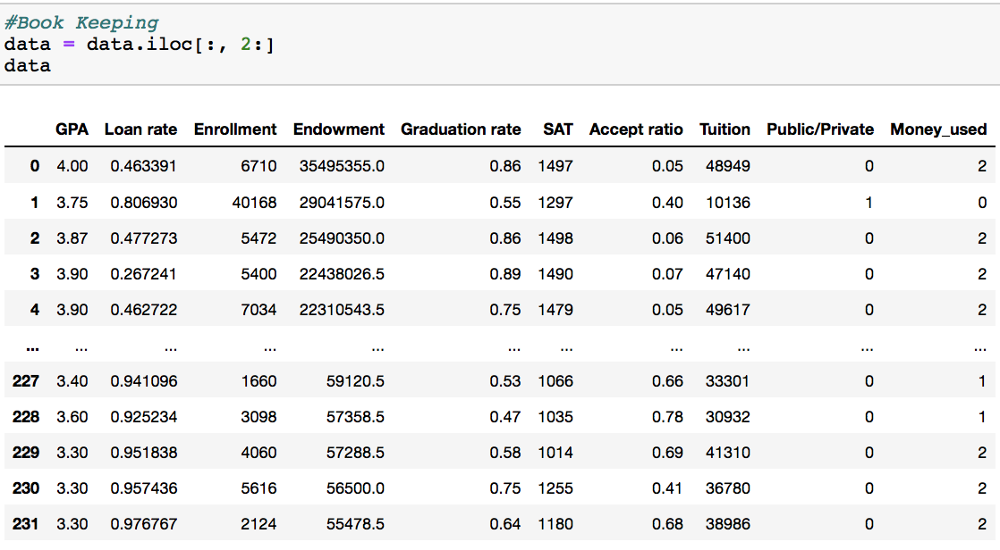 #Book Keeping
data = data.iloc[:, 2:]
data
GPA Loan rate Enrollment Endowment Graduation rate SAT Accept ratio Tuition Public/Private Money_used
0 4.00 0.463391 6710 35495355.0 0.86 1497 0.05 48949 0 2
1 3.75 0.806930 40168 29041575.0 0.55 1297 0.40 10136 1 0
2 3.87 0.477273 5472 25490350.0 0.86 1498 0.06 51400 0 2
3 3.90 0.267241 5400 22438026.5 0.89 1490 0.07 47140 0 2
4 3.90 0.462722 7034 22310543.5 0.75 1479 0.05 49617 0 2
... ... ... ... ... ... ... ... ... ... ...
227 3.40 0.941096 1660 59120.5 0.53 1066 0.66 33301 0 1
228 3.60 0.925234 3098 57358.5 0.47 1035 0.78 30932 0 1
229 3.30 0.951838 4060 57288.5 0.58 1014 0.69 41310 0 2
230 3.30 0.957436 5616 56500.0 0.75 1255 0.41 36780 0 2
231 3.30 0.976767 2124 55478.5 0.64 1180 0.68 38986 0 2